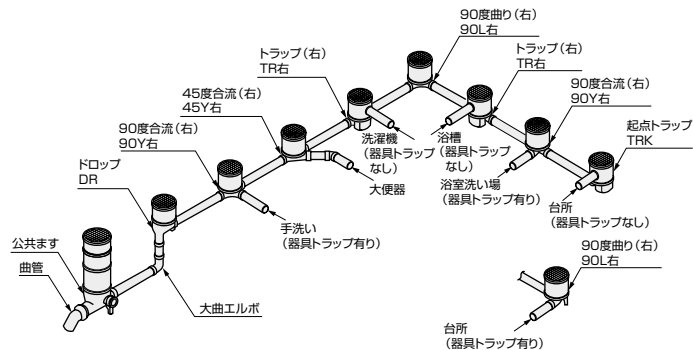 90度曲り（右）
90L右
トラップ（右）
TR右
トラップ（右）
TR右
45度合流（右）
45Y右
90度合流（右）
90Y右
90度合流（右）
90Y右
起点トラップ
TRK
洗濯機
（器具トラップ
なし）
浴槽
（器具トラップ
なし）
浴室洗い場
（器具トラップ有り）
大便器
台所
（器具トラップなし）
ドロップ
DR
手洗い
（器具トラップ有り）
公共ます
曲管
大曲エルボ
90度曲り（右）
90L右
台所
（器具トラップ有り）